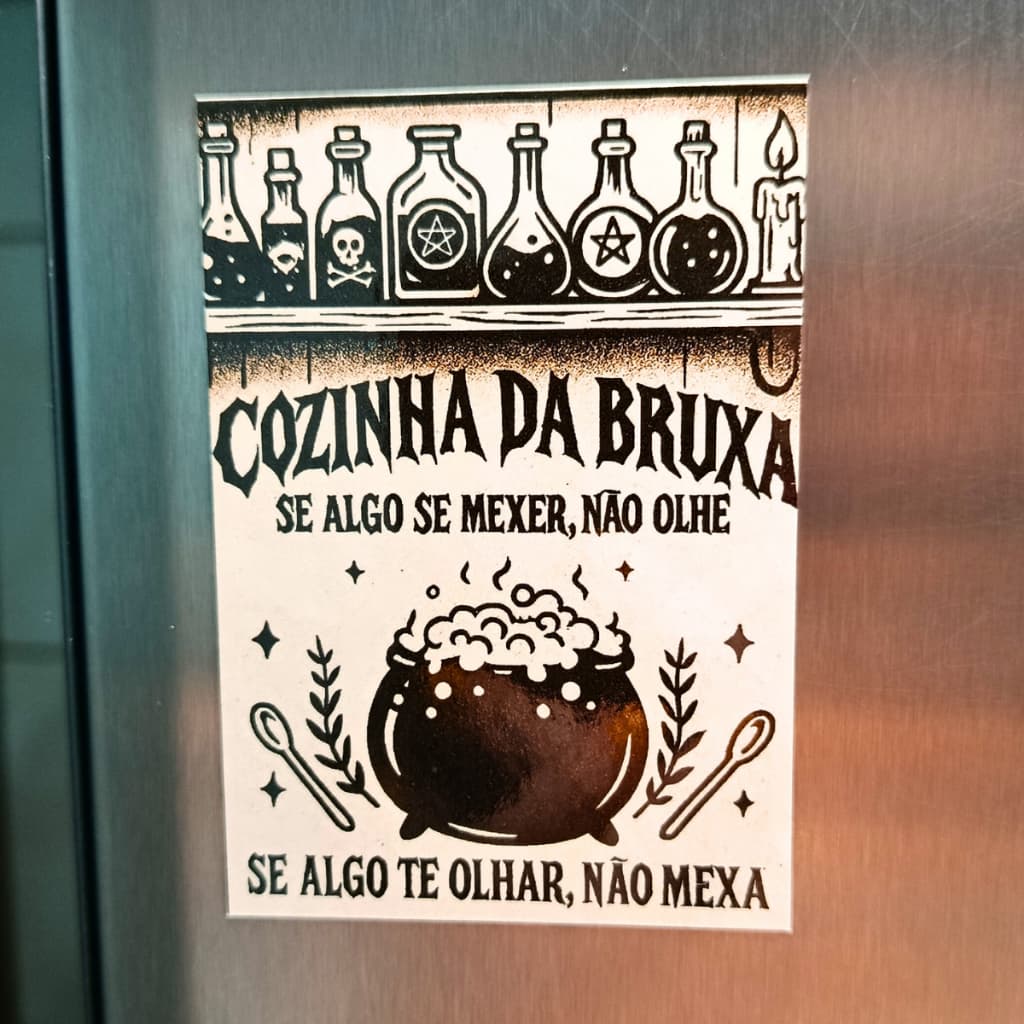 COZINHA DA BRUXA
SE ALGO SE MEXER, NÃO OLHE
SE ALGO TE OLHAR, NÃO MEXA